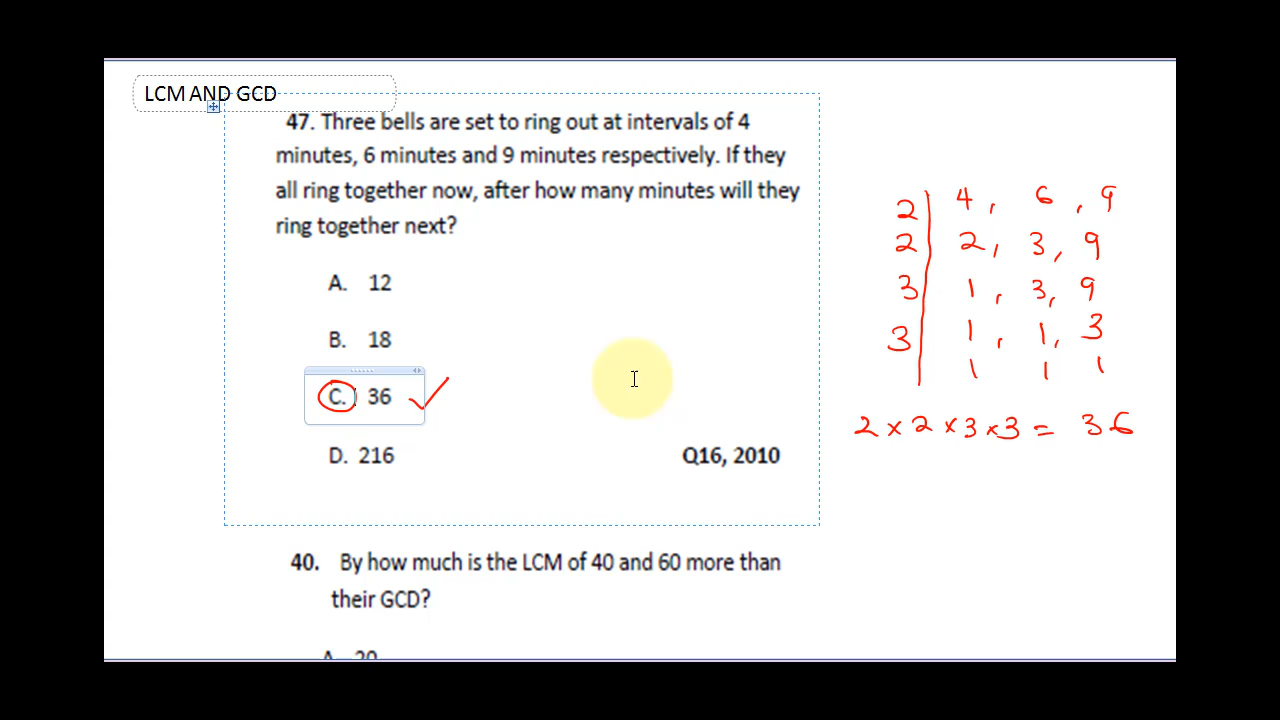 LCM AND GCD
47. Three bells are set to ring out at intervals of 4
minutes, 6 minutes and 9 minutes respectively. If they
all ring together now, after how many minutes will they
ring together next?
A. 12
B. 18
C. 36
D. 216
Q16, 2010
2 4, 6, 9
2 2, 3, 9
3 1, 3, 9
3 1, 1, 3
1 1 1
2 × 2 × 3 × 3 = 36
40. By how much is the LCM of 40 and 60 more than
their GCD?
A. 20